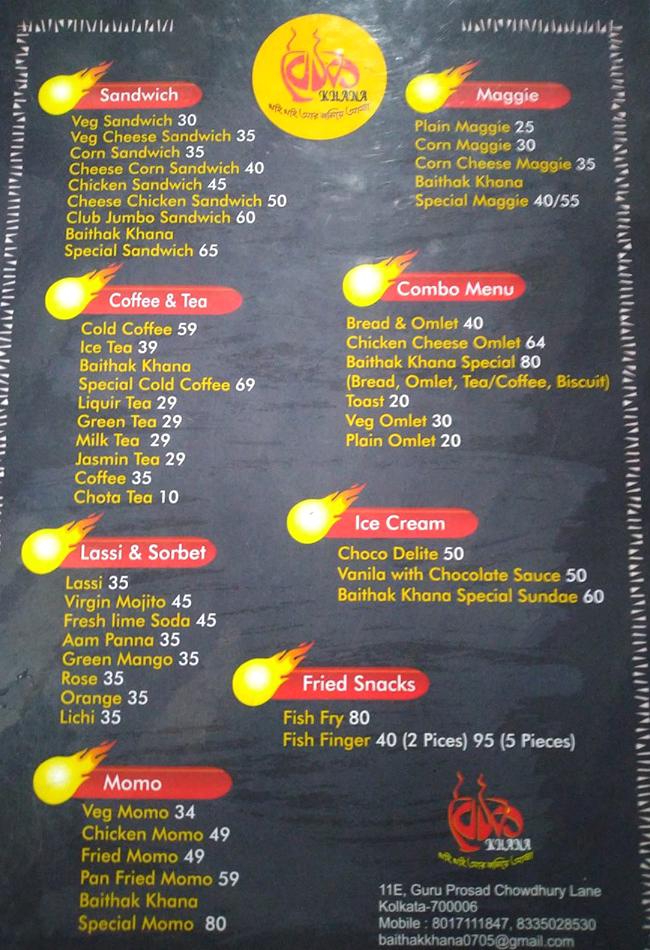 বৈঠক
KHANA
Sandwich
Veg Sandwich 30
Veg Cheese Sandwich 35
Corn Sandwich 35
Cheese Corn Sandwich 40
Chicken Sandwich 45
Cheese Chicken Sandwich 50
Club Jumbo Sandwich 60
Baithak Khana
Special Sandwich 65
Maggie
Plain Maggie 25
Corn Maggie 30
Corn Cheese Maggie 35
Baithak Khana
Special Maggie 40/55
Coffee & Tea
Cold Coffee 59
Ice Tea 39
Baithak Khana
Special Cold Coffee 69
Liquir Tea 29
Green Tea 29
Milk Tea 29
Jasmin Tea 29
Coffee 35
Chota Tea 10
Combo Menu
Bread & Omlet 40
Chicken Cheese Omlet 64
Baithak Khana Special 80
(Bread, Omlet, Tea/Coffee, Biscuit)
Toast 20
Veg Omlet 30
Plain Omlet 20
Lassi & Sorbet
Lassi 35
Virgin Mojito 45
Fresh lime Soda 45
Aam Panna 35
Green Mango 35
Rose 35
Orange 35
Lichi 35
Ice Cream
Choco Delite 50
Vanila with Chocolate Sauce 50
Baithak Khana Special Sundae 60
Fried Snacks
Fish Fry 80
Fish Finger 40 (2 Pices) 95 (5 Pieces)
Momo
Veg Momo 34
Chicken Momo 49
Fried Momo 49
Pan Fried Momo 59
Baithak Khana
Special Momo 80
বৈঠক
KHANA
11E, Guru Prosad Chowdhury Lane
Kolkata-700006
Mobile : 8017111847, 8335028530
baithakkhana0705@gmail.com